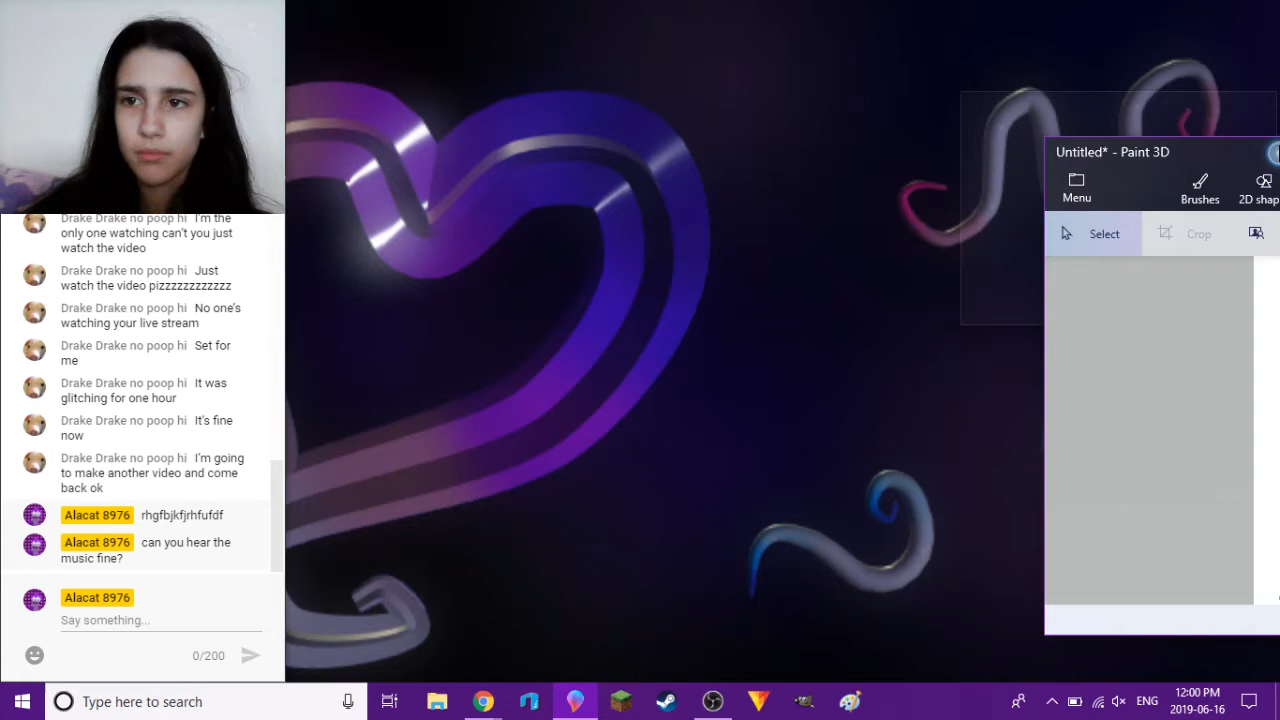 Drake Drake no poop hi I'm the
only one watching can't you just
watch the video
Drake Drake no poop hi Just
watch the video pizzzzzzzzzzzz
Drake Drake no poop hi No one's
watching your live stream
Drake Drake no poop hi Set for
me
Drake Drake no poop hi It was
glitching for one hour
Drake Drake no poop hi It's fine
now
Drake Drake no poop hi I'm going
to make another video and come
back ok
Alacat 8976 rhgfbjkfjrhfufdf
Alacat 8976 can you hear the
music fine?
Alacat 8976
Say something...
0/200
Untitled* - Paint 3D
Menu
Brushes
2D shap
Select
Crop
Type here to search
ENG
12:00 PM
2019-06-16